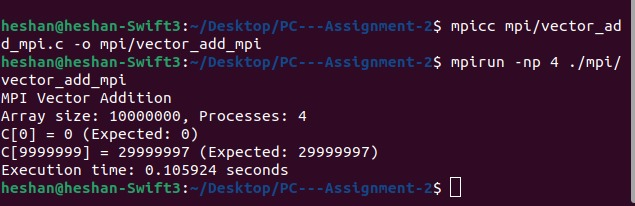 heshan@heshan-Swift3:~/Desktop/PC---Assignment-2$ mpicc mpi/vector_ad
d_mpi.c -o mpi/vector_add_mpi
heshan@heshan-Swift3:~/Desktop/PC---Assignment-2$ mpirun -np 4 ./mpi/
vector_add_mpi
MPI Vector Addition
Array size: 10000000, Processes: 4
C[0] = 0 (Expected: 0)
C[9999999] = 29999997 (Expected: 29999997)
Execution time: 0.105924 seconds
heshan@heshan-Swift3:~/Desktop/PC---Assignment-2$